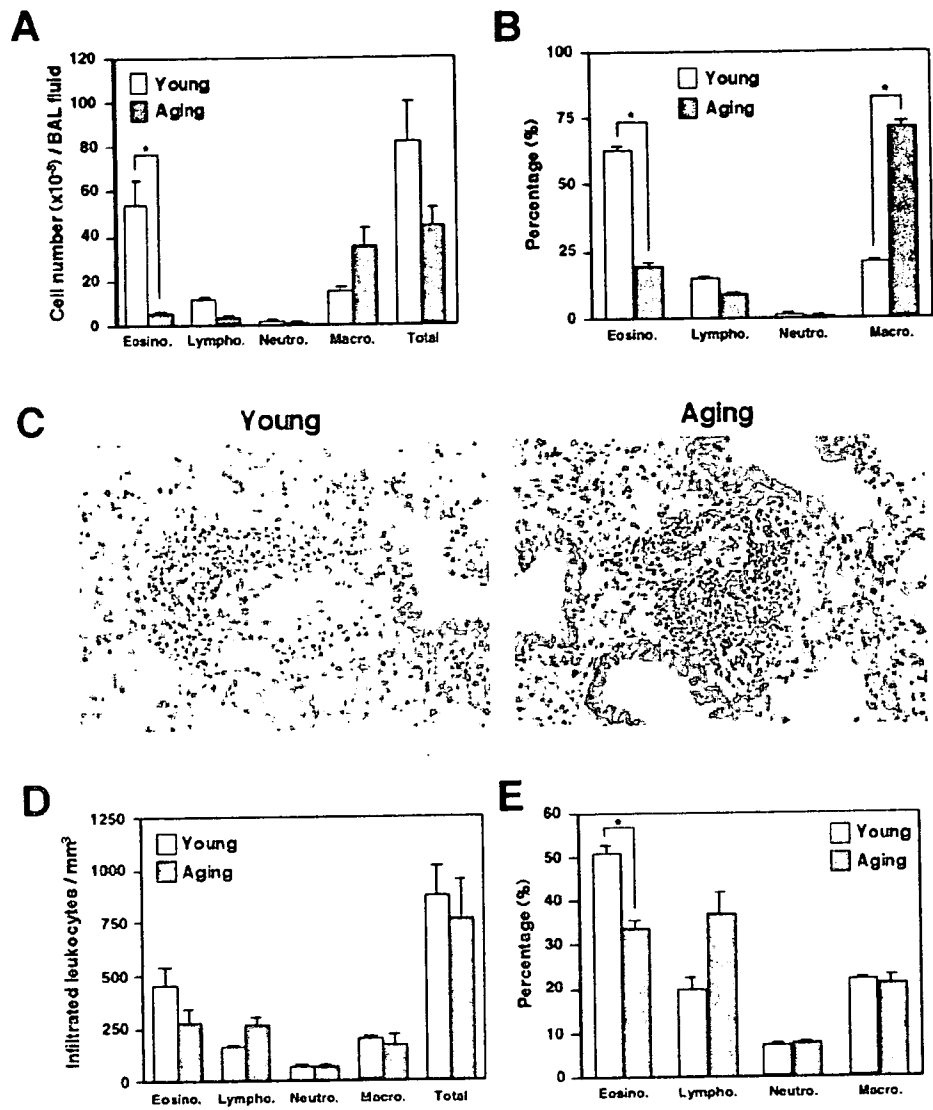 A
120
100
80
60
40
20
0
Cell number (x10⁻³) / BAL fluid
Young
Aging
*
Eosino. Lympho. Neutro. Macro. Total
B
100
75
50
25
0
Percentage (%)
Young
Aging
*
*
Eosino. Lympho. Neutro. Macro.
C
Young
Aging
D
1250
1000
750
500
250
0
Infiltrated leukocytes / mm³
Young
Aging
Eosino. Lympho. Neutro. Macro. Total
E
60
50
40
30
20
10
0
Percentage (%)
Young
Aging
*
Eosino. Lympho. Neutro. Macro.